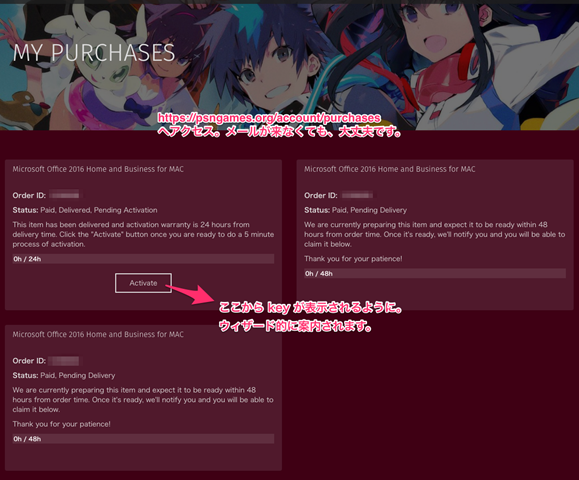 MY PURCHASES
https://psngames.org/account/purchases
へアクセス。メールが来なくても、大丈夫です。
Microsoft Office 2016 Home and Business for MAC
Order ID:
Status: Paid, Delivered, Pending Activation
This item has been delivered and activation warranty is 24 hours from
delivery time. Click the "Activate" button once you are ready to do a 5 minute
process of activation.
0h / 24h
Activate
Microsoft Office 2016 Home and Business for MAC
Order ID:
Status: Paid, Pending Delivery
We are currently preparing this item and expect it to be ready within 48
hours from order time. Once it's ready, we'll notify you and you will be able to
claim it below.
Thank you for your patience!
0h / 48h
ここから key が表示されるように。
ウィザード的に案内されます。
Microsoft Office 2016 Home and Business for MAC
Order ID:
Status: Paid, Pending Delivery
We are currently preparing this item and expect it to be ready within 48
hours from order time. Once it's ready, we'll notify you and you will be able to
claim it below.
Thank you for your patience!
0h / 48h